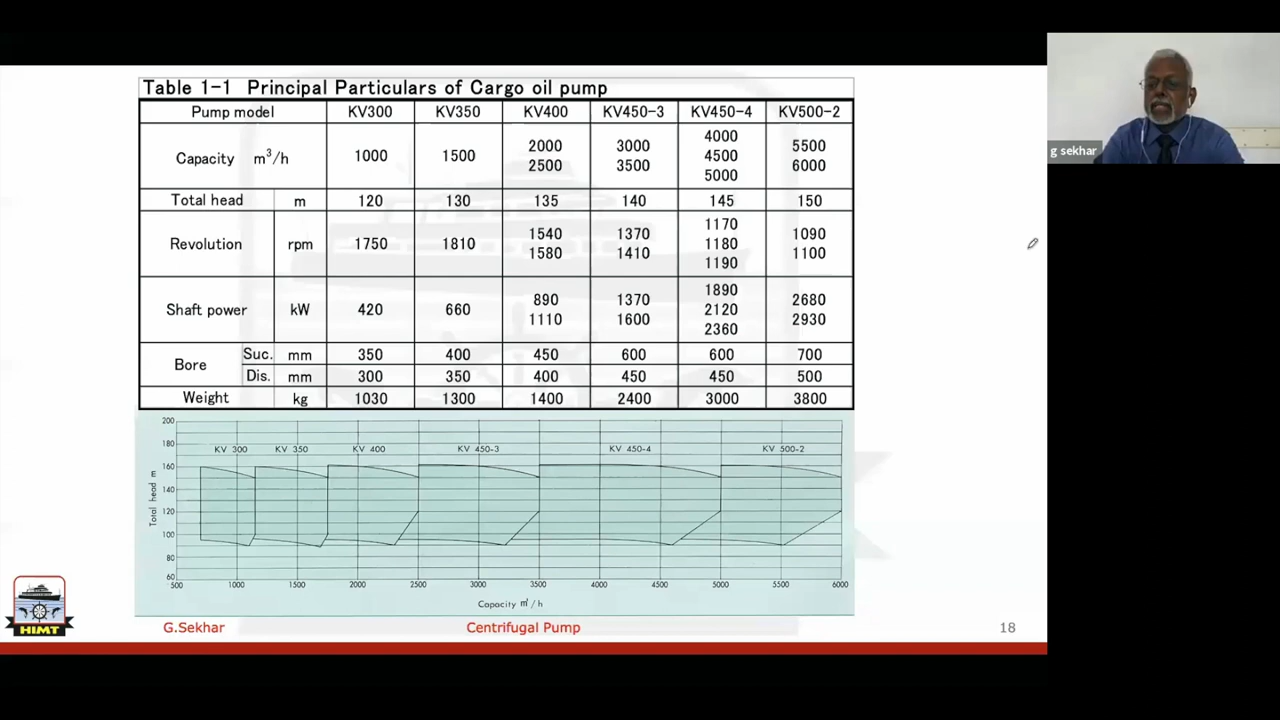 Table 1-1 Principal Particulars of Cargo oil pump
Pump model KV300 KV350 KV400 KV450-3 KV450-4 KV500-2
Capacity m³/h 1000 1500 2000 2500 3000 3500 4000 4500 5000 5500 6000
Total head m 120 130 135 140 145 150
Revolution rpm 1750 1810 1540 1580 1370 1410 1170 1180 1190 1090 1100
Shaft power kW 420 660 890 1110 1370 1600 1890 2120 2360 2680 2930
Bore Suc. mm 350 400 450 600 600 700
Dis. mm 300 350 400 450 450 500
Weight kg 1030 1300 1400 2400 3000 3800
200
180
160
140
120
100
80
60
Total head m
KV 300 KV 350 KV 400 KV 450-3 KV 450-4 KV 500-2
500 1000 1500 2000 2500 3000 3500 4000 4500 5000 5500 6000
Capacity m³/h
HIMT
G.Sekhar Centrifugal Pump 18
g sekhar